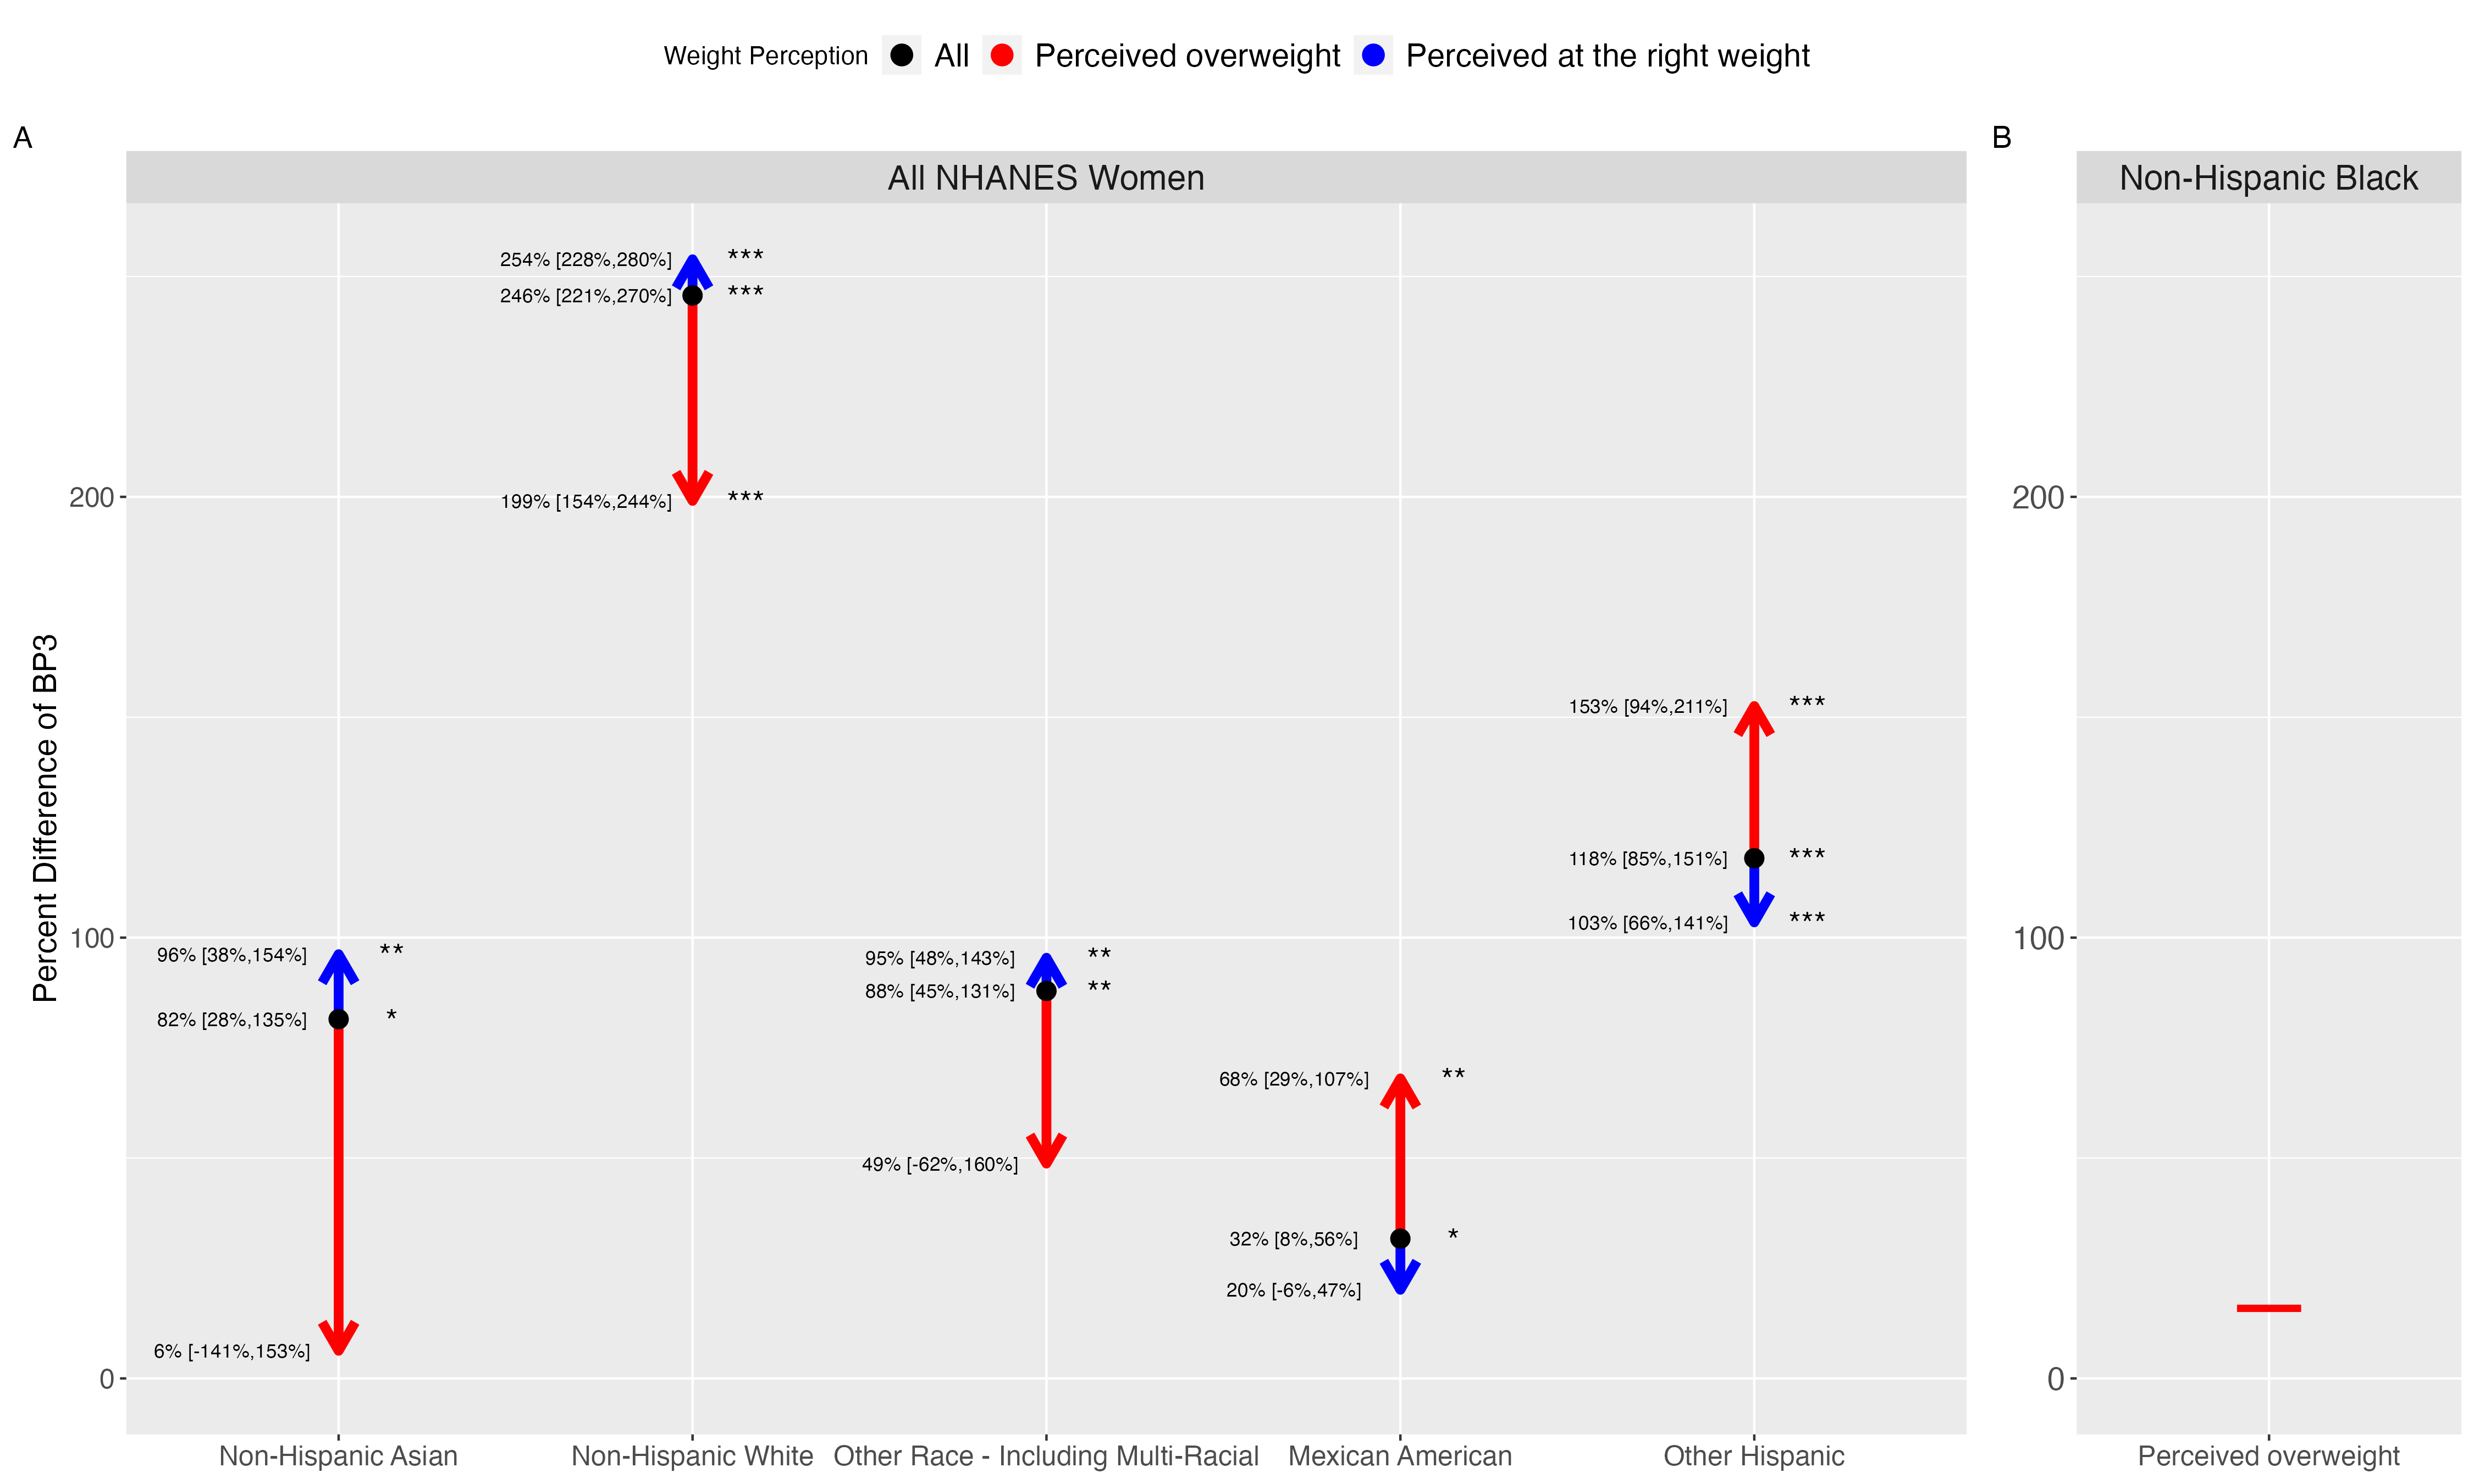 Weight Perception All Perceived overweight Perceived at the right weight
A
B
All NHANES Women
Non-Hispanic Black
Percent Difference of BP3
200
100
0
96% [38%,154%] **
82% [28%,135%] *
6% [-141%,153%]
254% [228%,280%] ***
246% [221%,270%] ***
199% [154%,244%] ***
95% [48%,143%] **
88% [45%,131%] **
49% [-62%,160%]
68% [29%,107%] **
32% [8%,56%] *
20% [-6%,47%]
153% [94%,211%] ***
118% [85%,151%] ***
103% [66%,141%] ***
Non-Hispanic Asian
Non-Hispanic White
Other Race - Including Multi-Racial
Mexican American
Other Hispanic
200
100
0
Perceived overweight